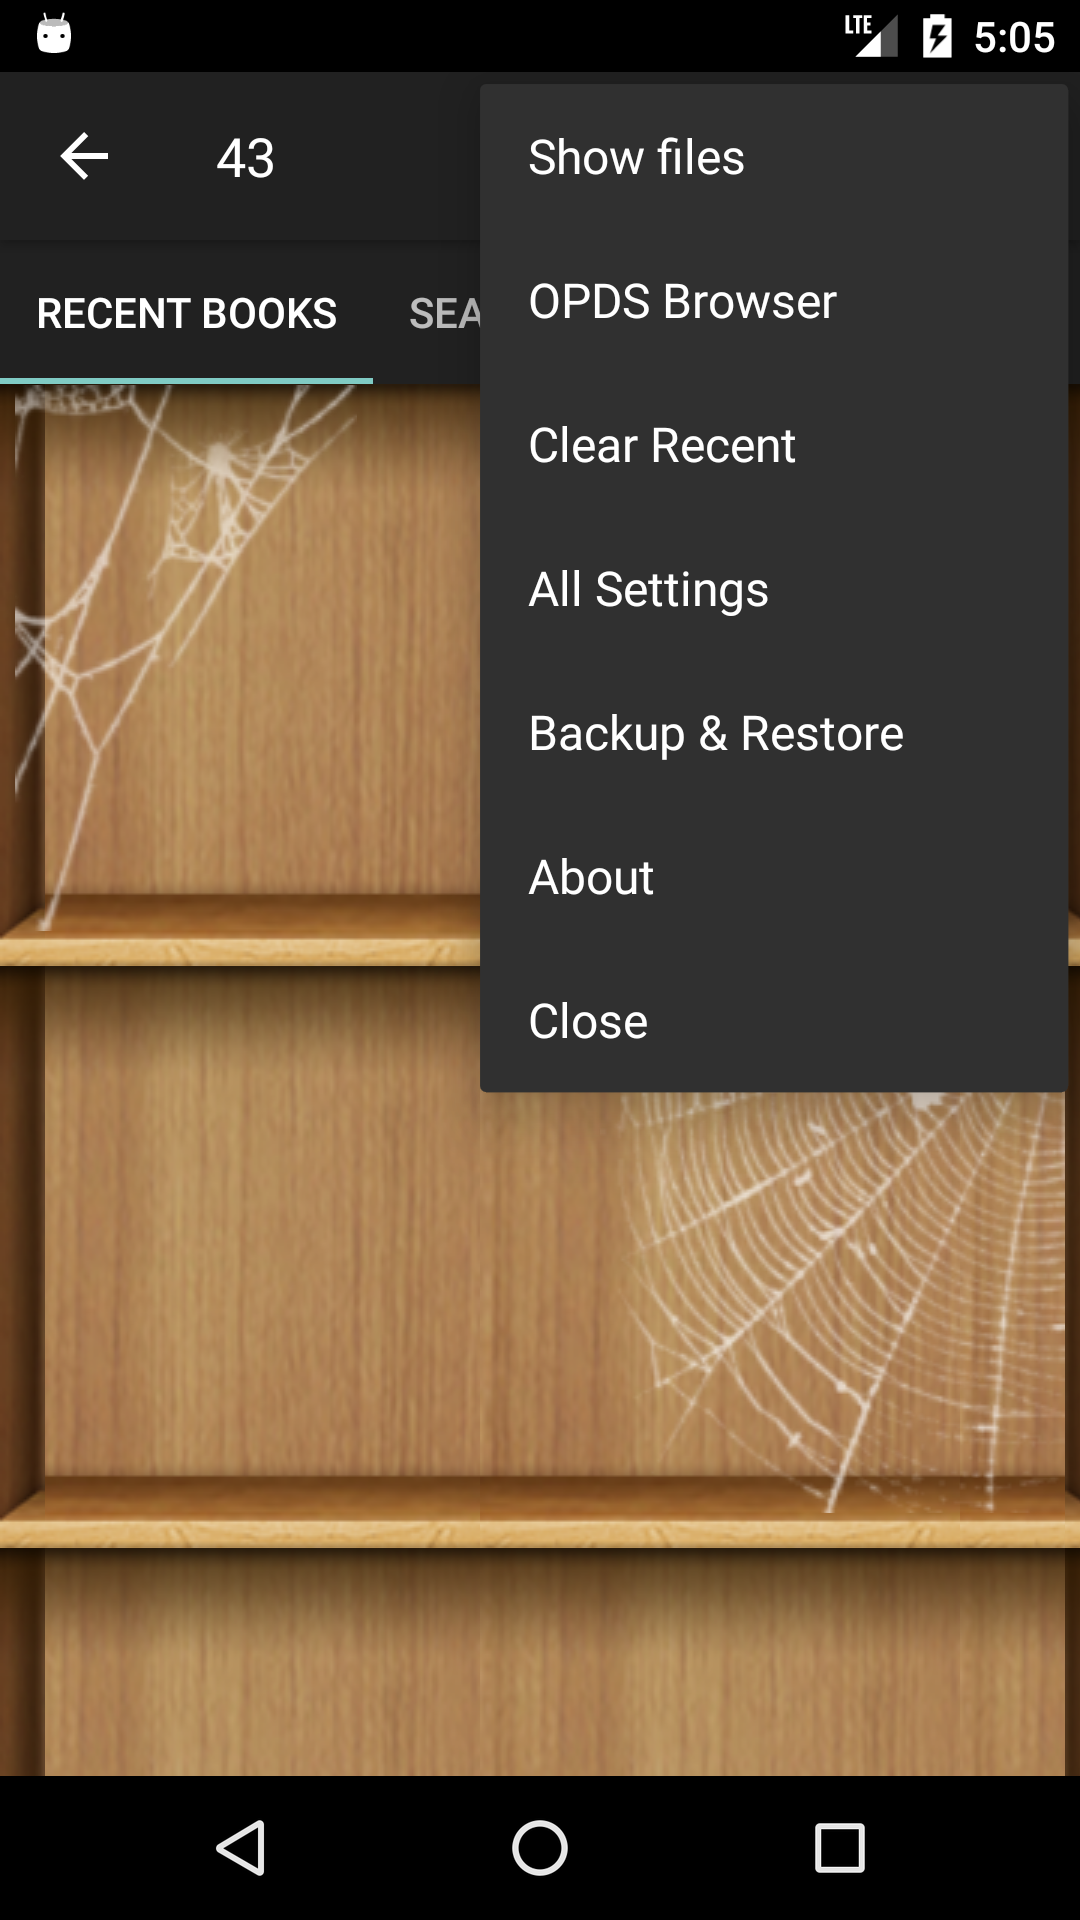 LTE 5:05
43
RECENT BOOKS SEA
Show files
OPDS Browser
Clear Recent
All Settings
Backup & Restore
About
Close